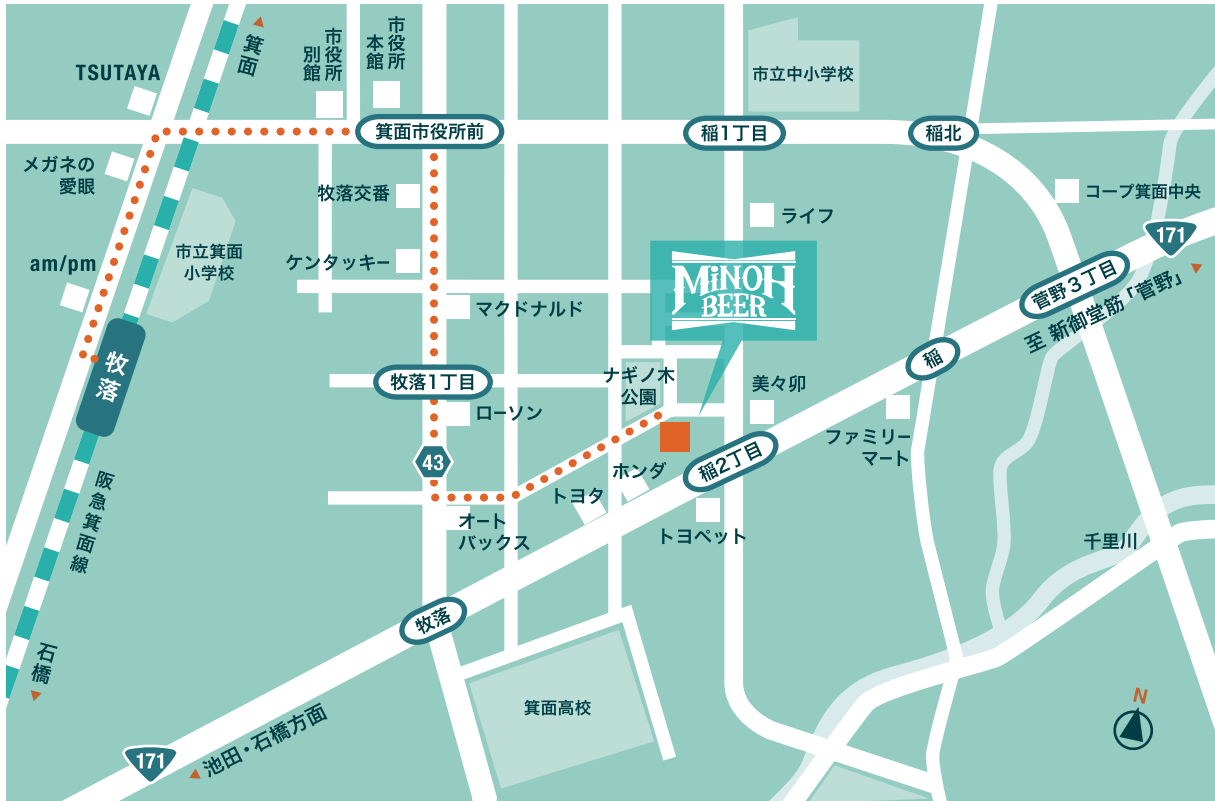 箕面
市役所
別館
市役所
本館
TSUTAYA
市立中小学校
箕面市役所前
稲1丁目
稲北
メガネの
愛眼
牧落交番
コープ箕面中央
ライフ
171
市立箕面
小学校
am/pm
ケンタッキー
MiNOH
BEER
菅野3丁目
至 新御堂筋「菅野」
マクドナルド
牧落
稲
牧落1丁目
ナギノ木
公園
美々卯
ローソン
ファミリー
マート
43
稲2丁目
ホンダ
トヨタ
阪急箕面線
オート
バックス
トヨペット
千里川
牧落
石橋
箕面高校
N
池田・石橋方面
171